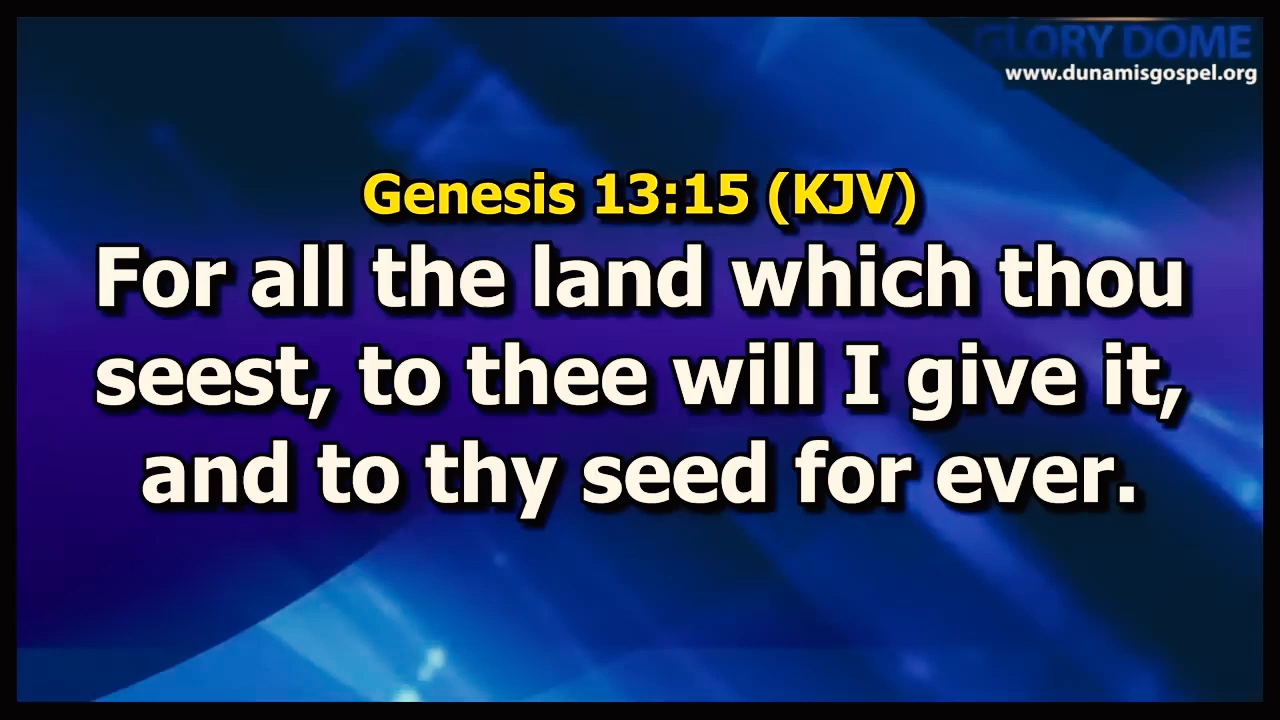 GLORY DOME
www.dunamisgospel.org
Genesis 13:15 (KJV)
For all the land which thou
seest, to thee will I give it,
and to thy seed for ever.